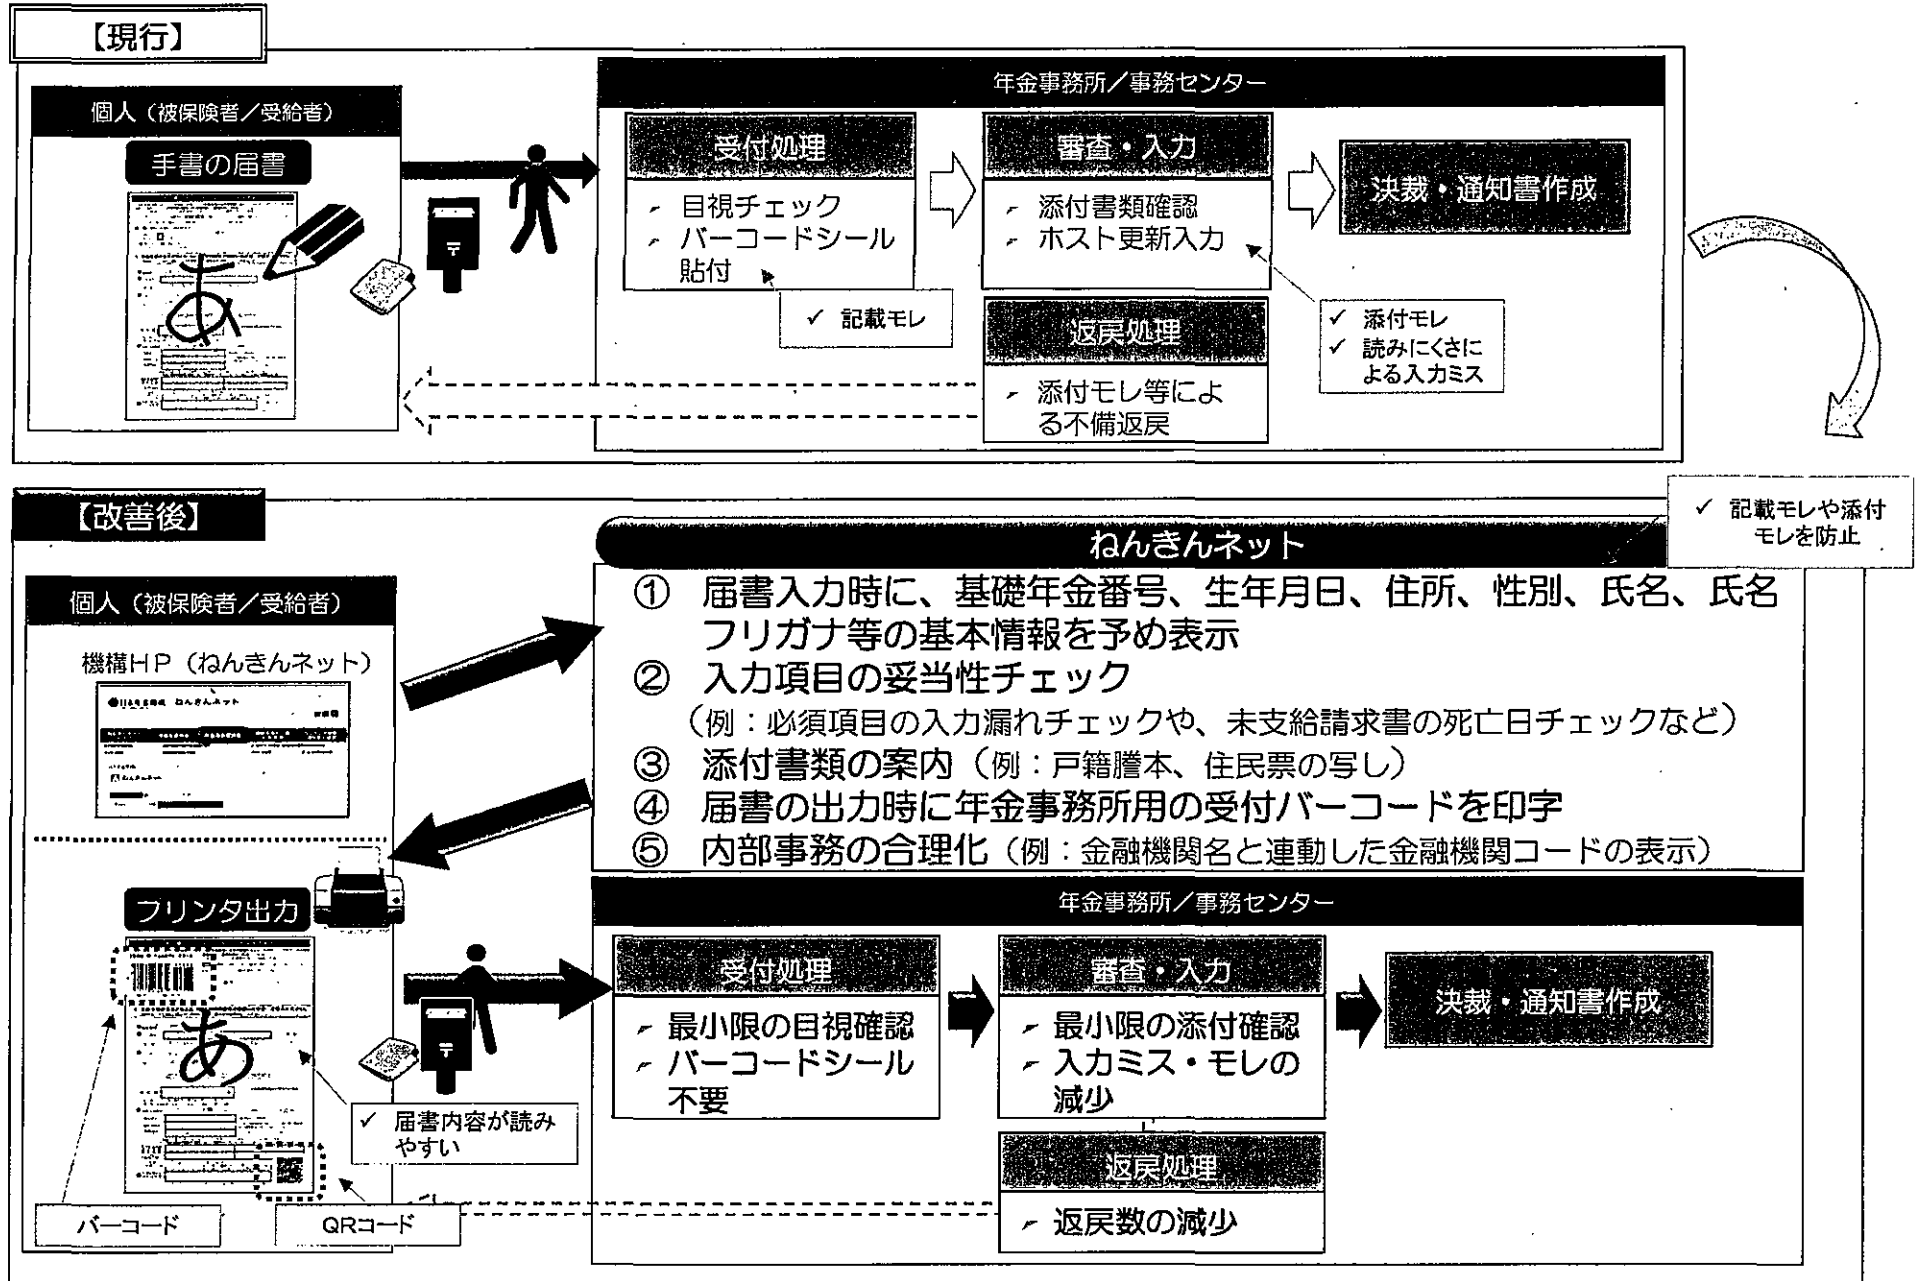 【現行】
年金事務所／事務センター
個人（被保険者／受給者）
手書の届書
あ
〒
受付処理
目視チェック
バーコードシール
貼付
✓ 記載モレ
審査・入力
添付書類確認
ホスト更新入力
✓ 添付モレ
✓ 読みにくさに
よる入力ミス
決裁・通知書作成
返戻処理
添付モレ等によ
る不備返戻
【改善後】
✓ 記載モレや添付
モレを防止
ねんきんネット
① 届書入力時に、基礎年金番号、生年月日、住所、性別、氏名、氏名
フリガナ等の基本情報を予め表示
② 入力項目の妥当性チェック
（例：必須項目の入力漏れチェックや、未支給請求書の死亡日チェックなど）
③ 添付書類の案内（例：戸籍謄本、住民票の写し）
④ 届書の出力時に年金事務所用の受付バーコードを印字
⑤ 内部事務の合理化（例：金融機関名と連動した金融機関コードの表示）
個人（被保険者／受給者）
機構ＨＰ（ねんきんネット）
日本年金機構 ねんきんネット
プリンタ出力
あ
〒
✓ 届書内容が読み
やすい
バーコード
QRコード
年金事務所／事務センター
受付処理
最小限の目視確認
バーコードシール
不要
審査・入力
最小限の添付確認
入力ミス・モレの
減少
決裁・通知書作成
返戻処理
返戻数の減少